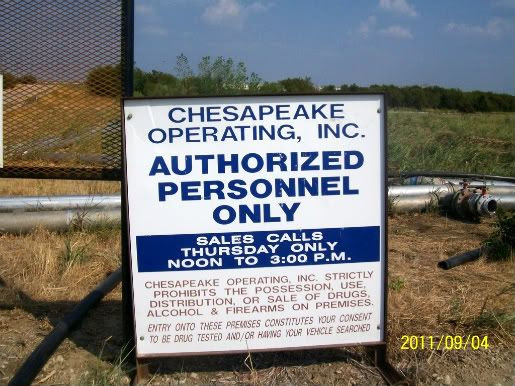 CHESAPEAKE
OPERATING, INC.
AUTHORIZED
PERSONNEL
ONLY
SALES CALLS
THURSDAY ONLY
NOON TO 3:00 P.M.
CHESAPEAKE OPERATING, INC. STRICTLY
PROHIBITS THE POSSESSION, USE,
DISTRIBUTION, OR SALE OF DRUGS,
ALCOHOL & FIREARMS ON PREMISES.
ENTRY ONTO THESE PREMISES CONSTITUTES YOUR CONSENT
TO BE DRUG TESTED AND/OR HAVING YOUR VEHICLE SEARCHED
2011/09/04